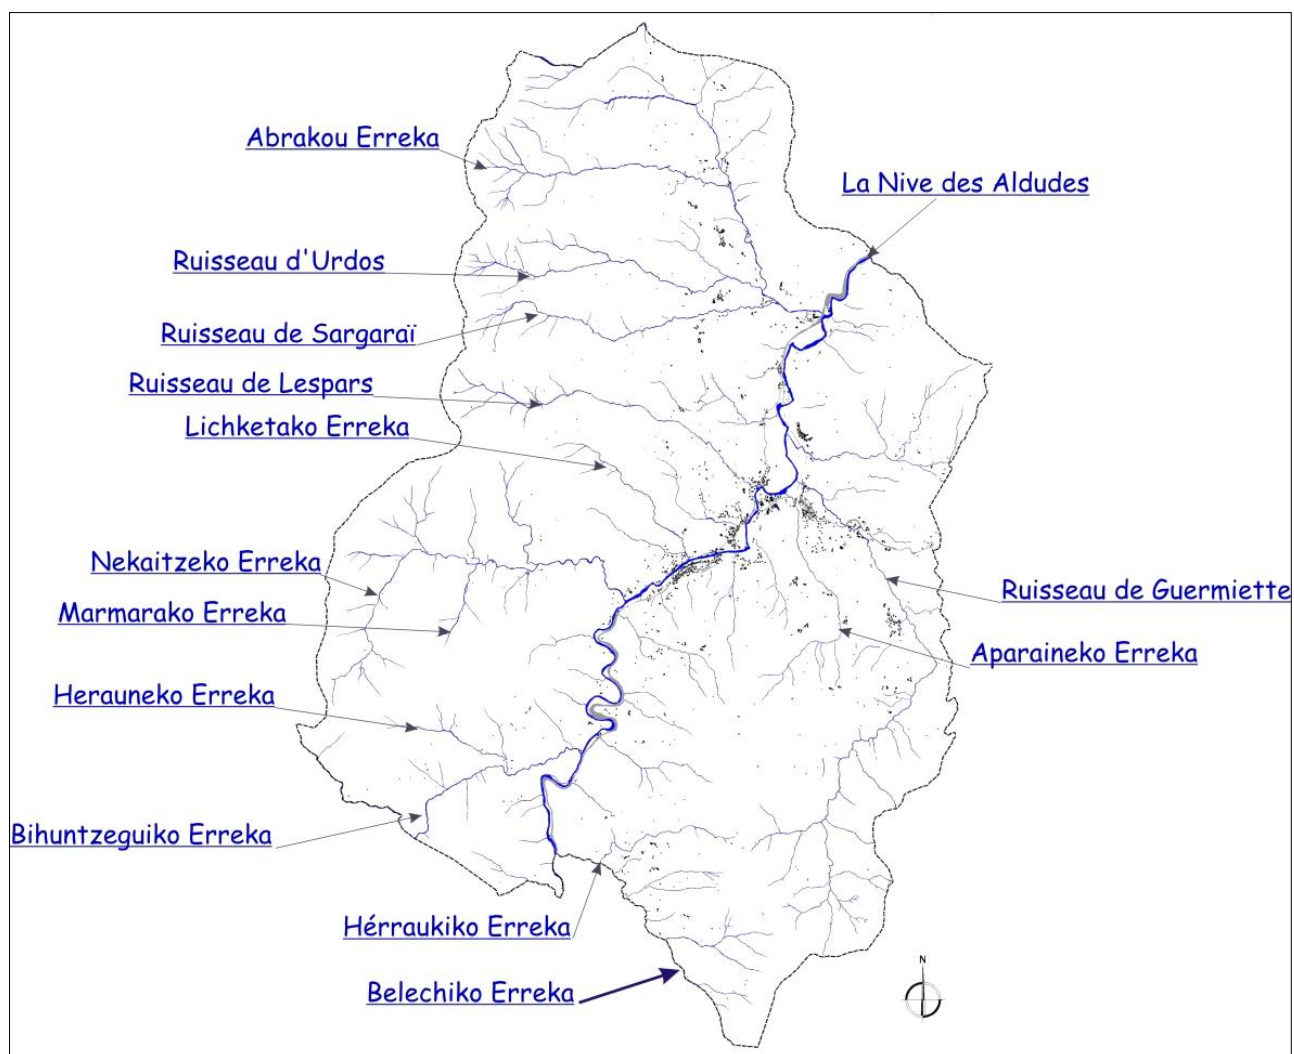 Abrakou Erreka
La Nive des Aldudes
Ruisseau d'Urdos
Ruisseau de Sargaraï
Ruisseau de Lespars
Lichketako Erreka
Nekaitzeko Erreka
Ruisseau de Guermiette
Marmarako Erreka
Aparaineko Erreka
Herauneko Erreka
Bihuntzeguiko Erreka
Hérraukiko Erreka
Belechiko Erreka
N